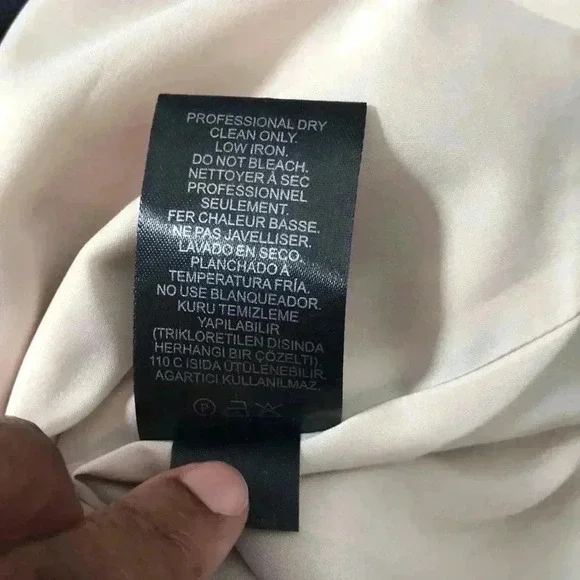 PROFESSIONAL DRY
CLEAN ONLY.
LOW IRON.
DO NOT BLEACH.
NETTOYER À SEC
PROFESSIONNEL
SEULEMENT.
FER CHALEUR BASSE.
NE PAS JAVELLISER.
LAVADO EN SECO.
PLANCHADO A
TEMPERATURA FRÍA.
NO USE BLANQUEADOR.
KURU TEMIZLEME
YAPILABILIR
(TRIKLORETILEN DISINDA
HERHANGI BIR ÇÖZELTI).
110 C ISIDA ÜTÜLENEBILIR.
AGARTICI KULLANILMAZ.
P